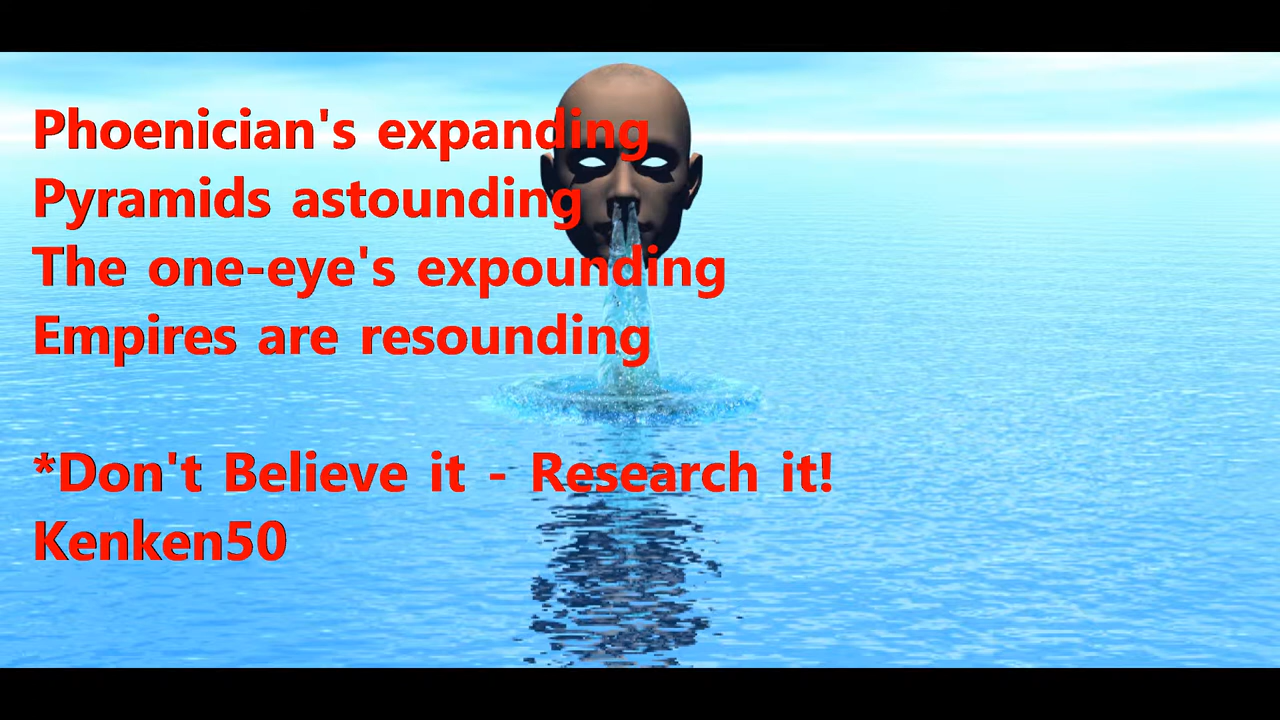 Phoenician's expanding
Pyramids astounding
The one-eye's expounding
Empires are resounding
*Don't Believe it - Research it!
Kenken50